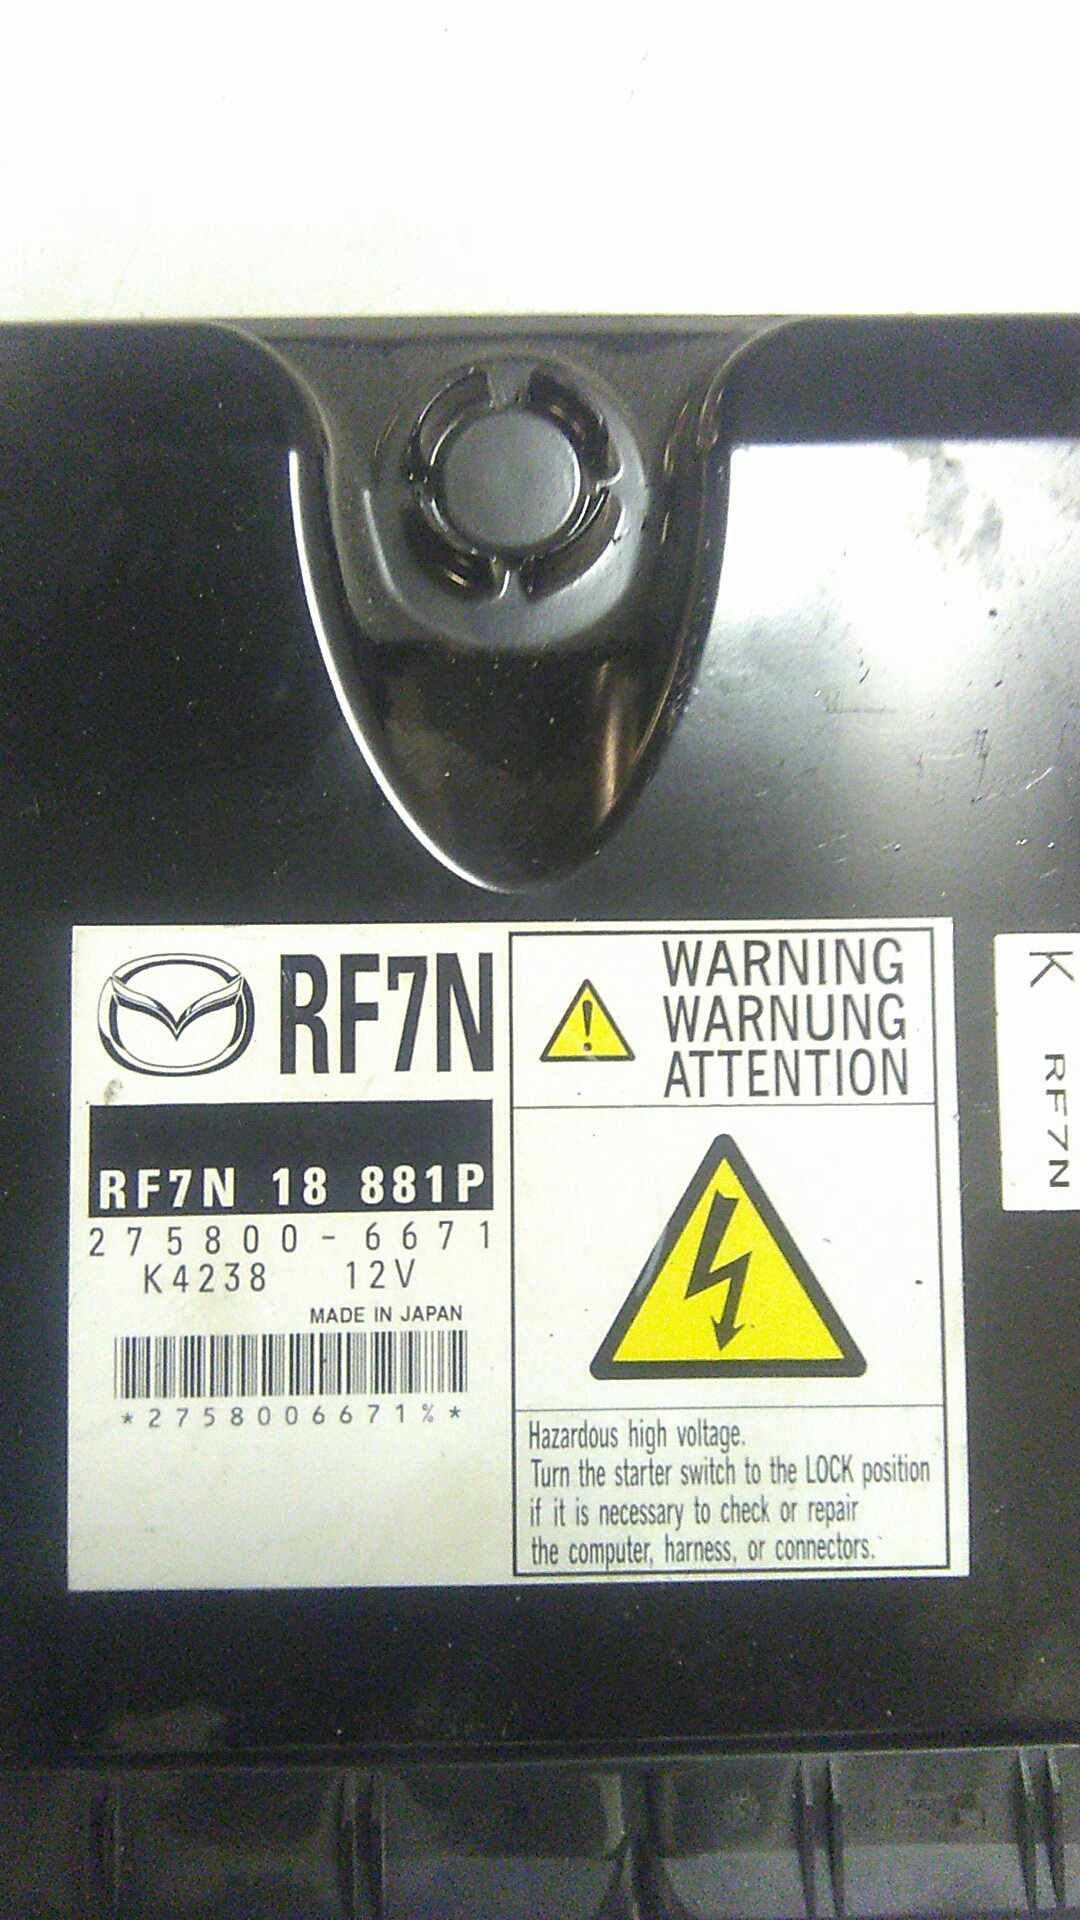 RF7N
RF7N 18 881P
275800-6671
K4238 12V
MADE IN JAPAN
*2758006671%*
WARNING
WARNUNG
ATTENTION
Hazardous high voltage.
Turn the starter switch to the LOCK position
if it is necessary to check or repair
the computer, harness, or connectors.
K RF7N